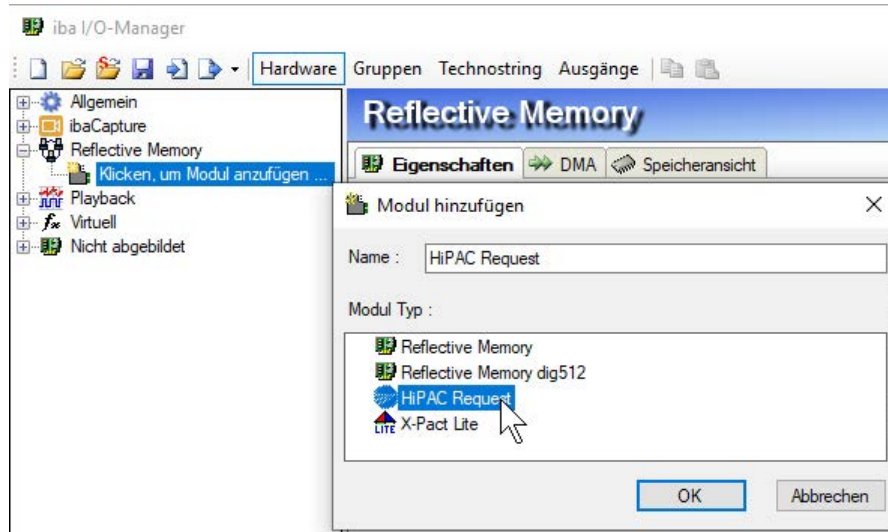 iba I/O-Manager
Hardware Gruppen Technostring Ausgänge
Allgemein
ibaCapture
Reflective Memory
Klicken, um Modul anzufügen ...
Playback
fx Virtuell
Nicht abgebildet
Reflective Memory
Eigenschaften DMA Speicheransicht
Modul hinzufügen
Name : HiPAC Request
Modul Typ :
Reflective Memory
Reflective Memory dig512
HiPAC Request
LITE X-Pact Lite
OK Abbrechen